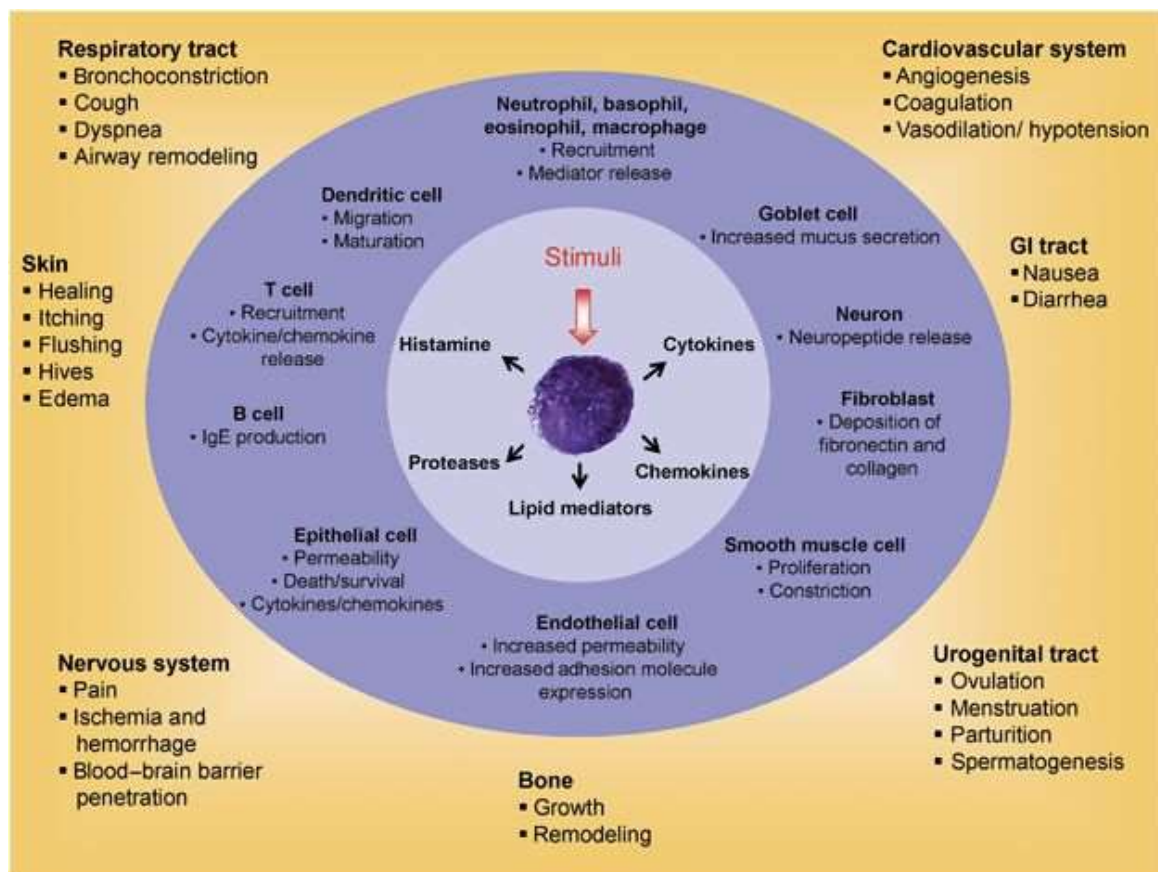 Respiratory tract
▪ Bronchoconstriction
▪ Cough
▪ Dyspnea
▪ Airway remodeling
Cardiovascular system
▪ Angiogenesis
▪ Coagulation
▪ Vasodilation/ hypotension
Neutrophil, basophil,
eosinophil, macrophage
• Recruitment
• Mediator release
Dendritic cell
• Migration
• Maturation
Goblet cell
• Increased mucus secretion
Skin
▪ Healing
▪ Itching
▪ Flushing
▪ Hives
▪ Edema
T cell
• Recruitment
• Cytokine/chemokine
release
Stimuli
Histamine
Cytokines
Proteases
Chemokines
Lipid mediators
Neuron
• Neuropeptide release
GI tract
▪ Nausea
▪ Diarrhea
B cell
• IgE production
Fibroblast
• Deposition of
fibronectin and
collagen
Epithelial cell
• Permeability
• Death/survival
• Cytokines/chemokines
Smooth muscle cell
• Proliferation
• Constriction
Endothelial cell
• Increased permeability
• Increased adhesion molecule
expression
Nervous system
▪ Pain
▪ Ischemia and
hemorrhage
▪ Blood–brain barrier
penetration
Bone
▪ Growth
▪ Remodeling
Urogenital tract
▪ Ovulation
▪ Menstruation
▪ Parturition
▪ Spermatogenesis